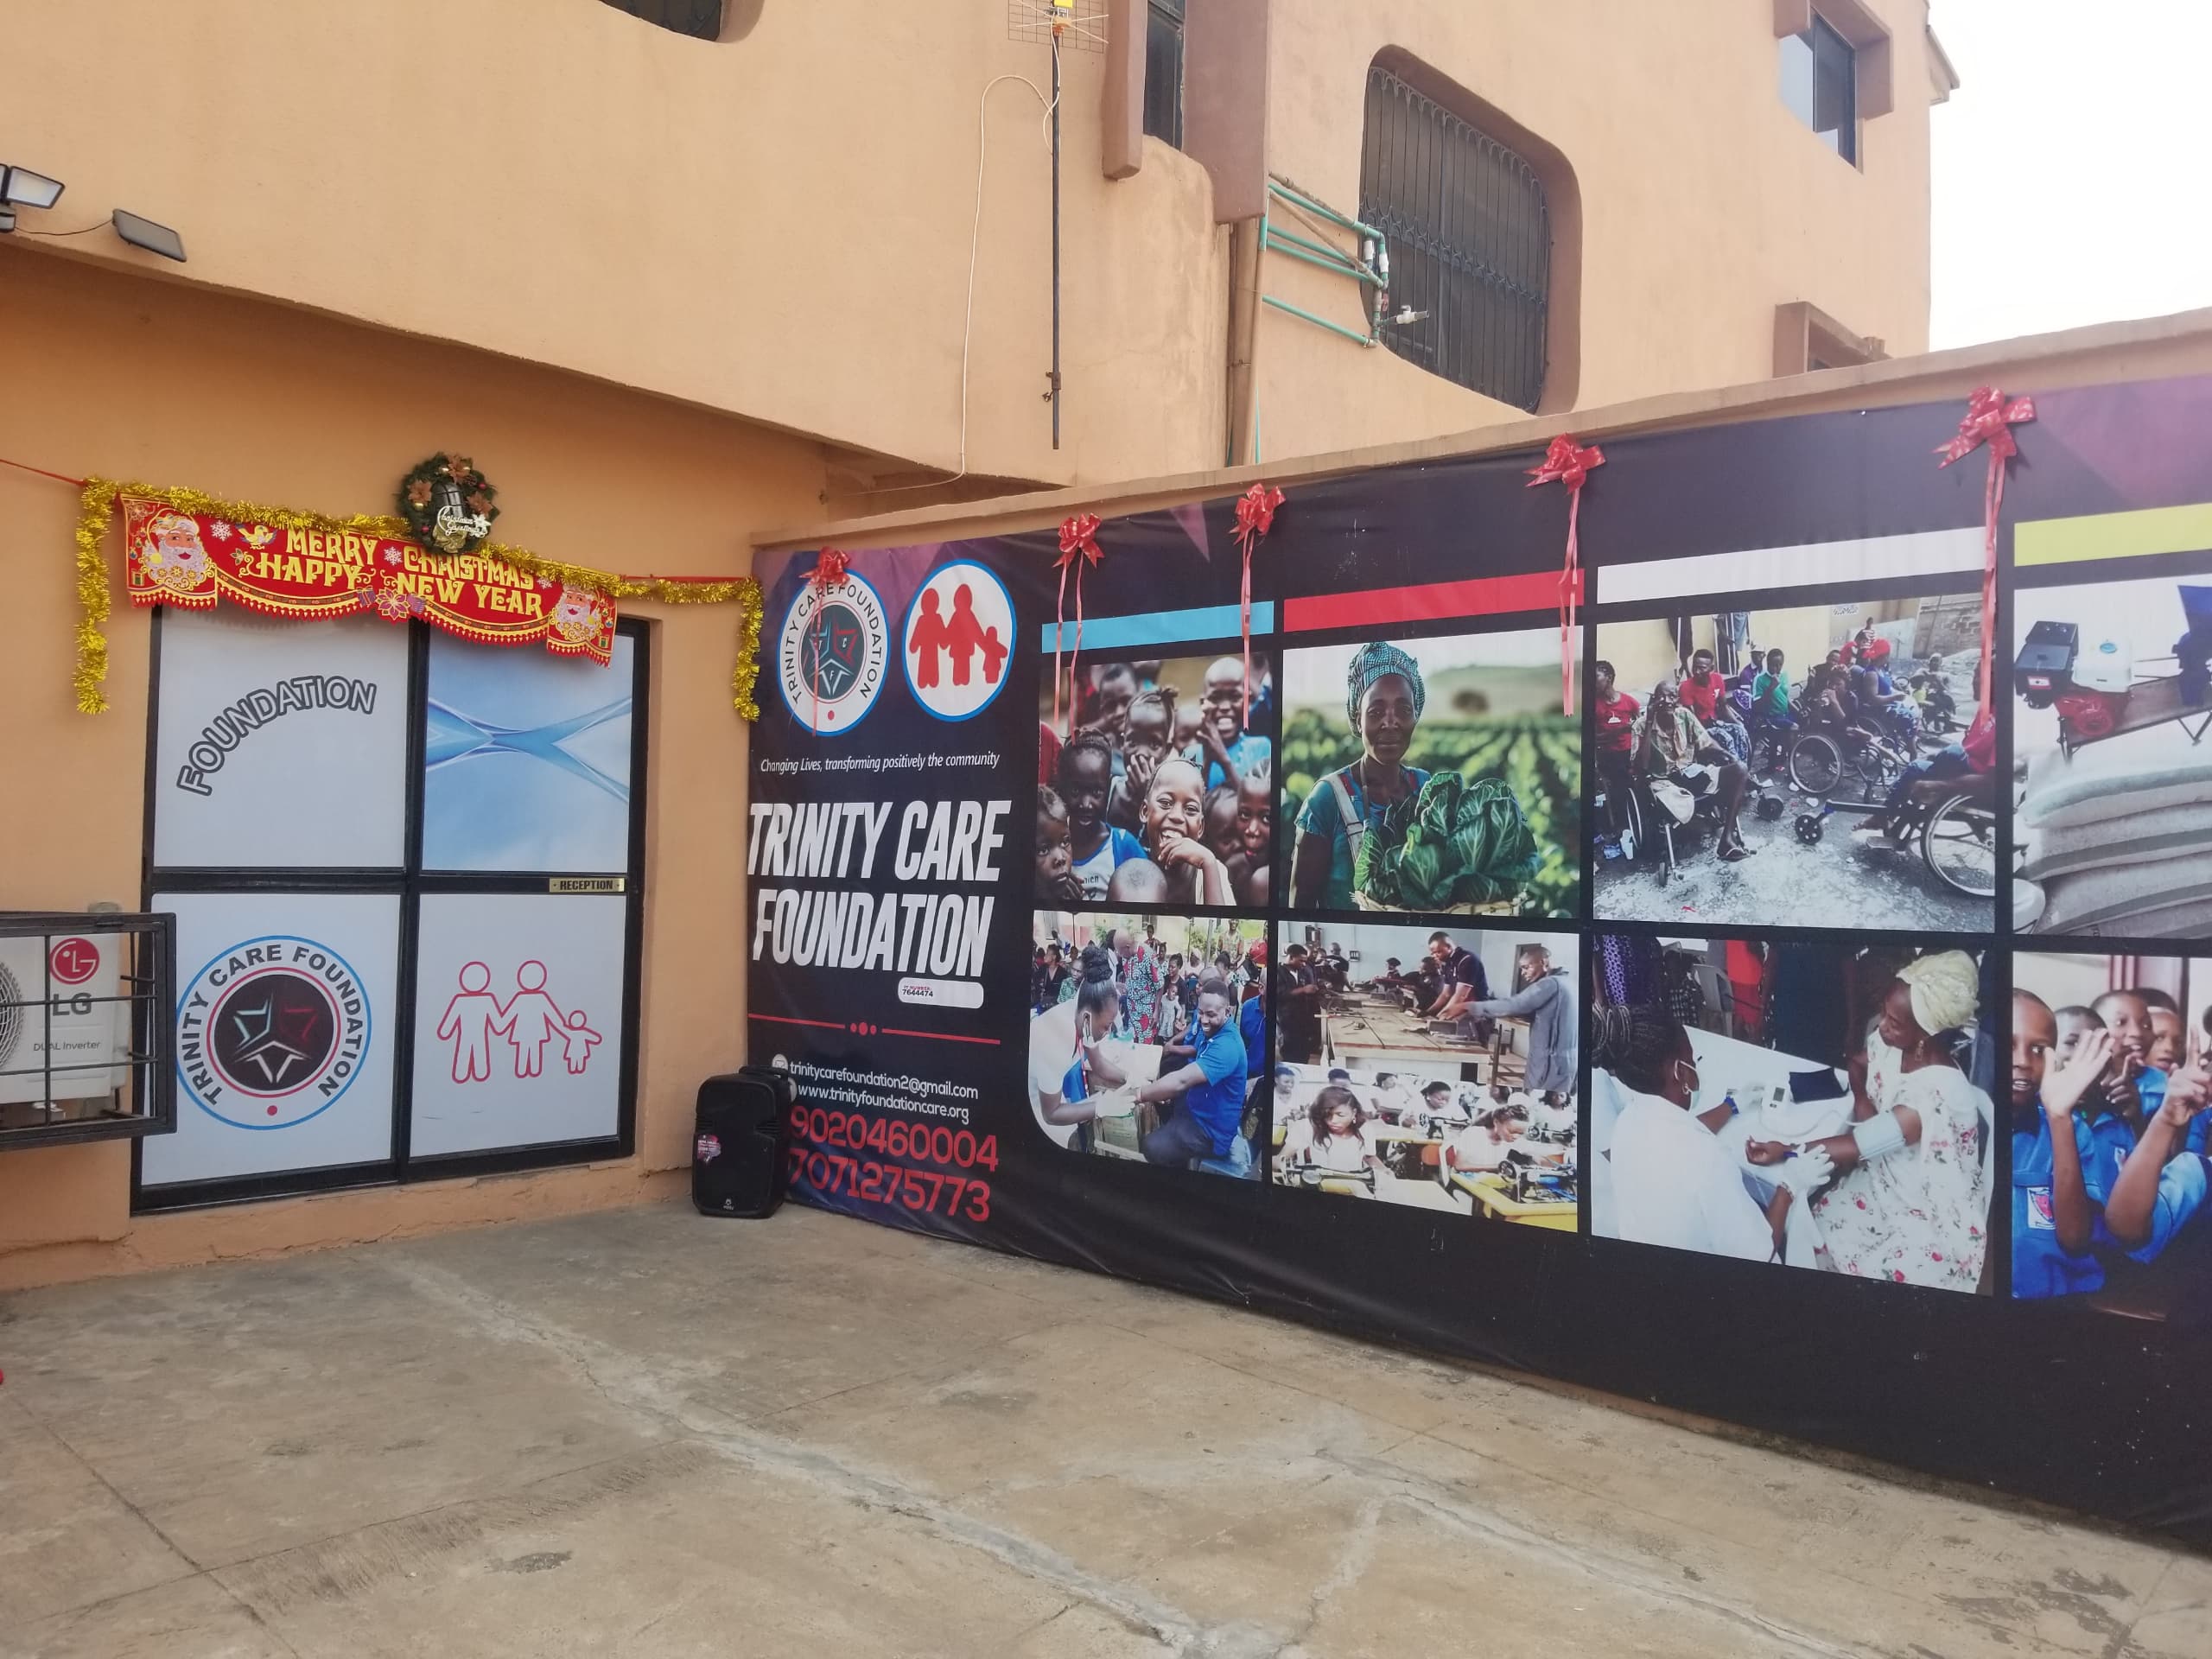 MERRY CHRISTMAS
HAPPY NEW YEAR
FOUNDATION
RECEPTION
TRINITY CARE FOUNDATION
LG
DUAL Inverter
TRINITY CARE FOUNDATION
Changing Lives, transforming positively the community
TRINITY CARE
FOUNDATION
7644474
trinitycarefoundation2@gmail.com
www.trinityfoundationcare.org
9020460004
7071275773